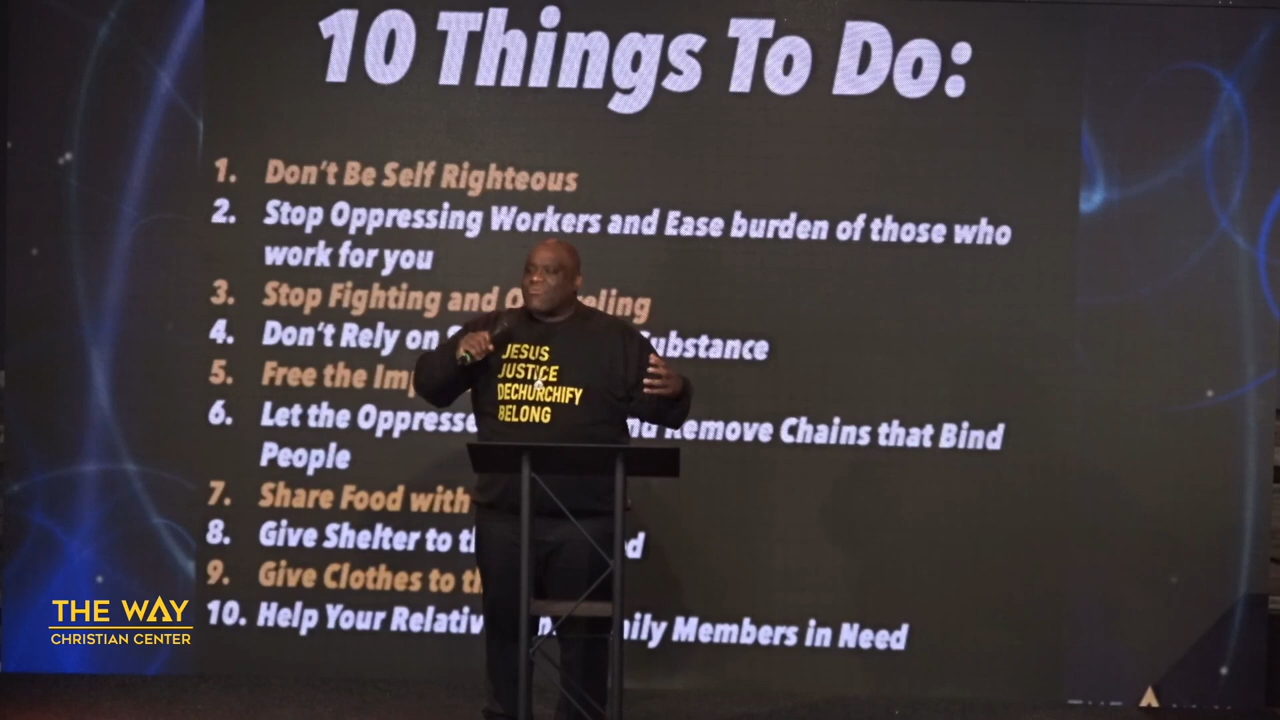 10 Things To Do:
1. Don't Be Self Righteous
2. Stop Oppressing Workers and Ease burden of those who
work for you
3. Stop Fighting and
4. Don't Rely on
5. Free the
6. Let the and Remove Chains that Bind
People
7. Share Food with
8. Give Shelter to
9. Give Clothes to
10. Help Your Members in Need
JESUS
JUSTICE
DECHURCHIFY
BELONG
THE WAY
CHRISTIAN CENTER